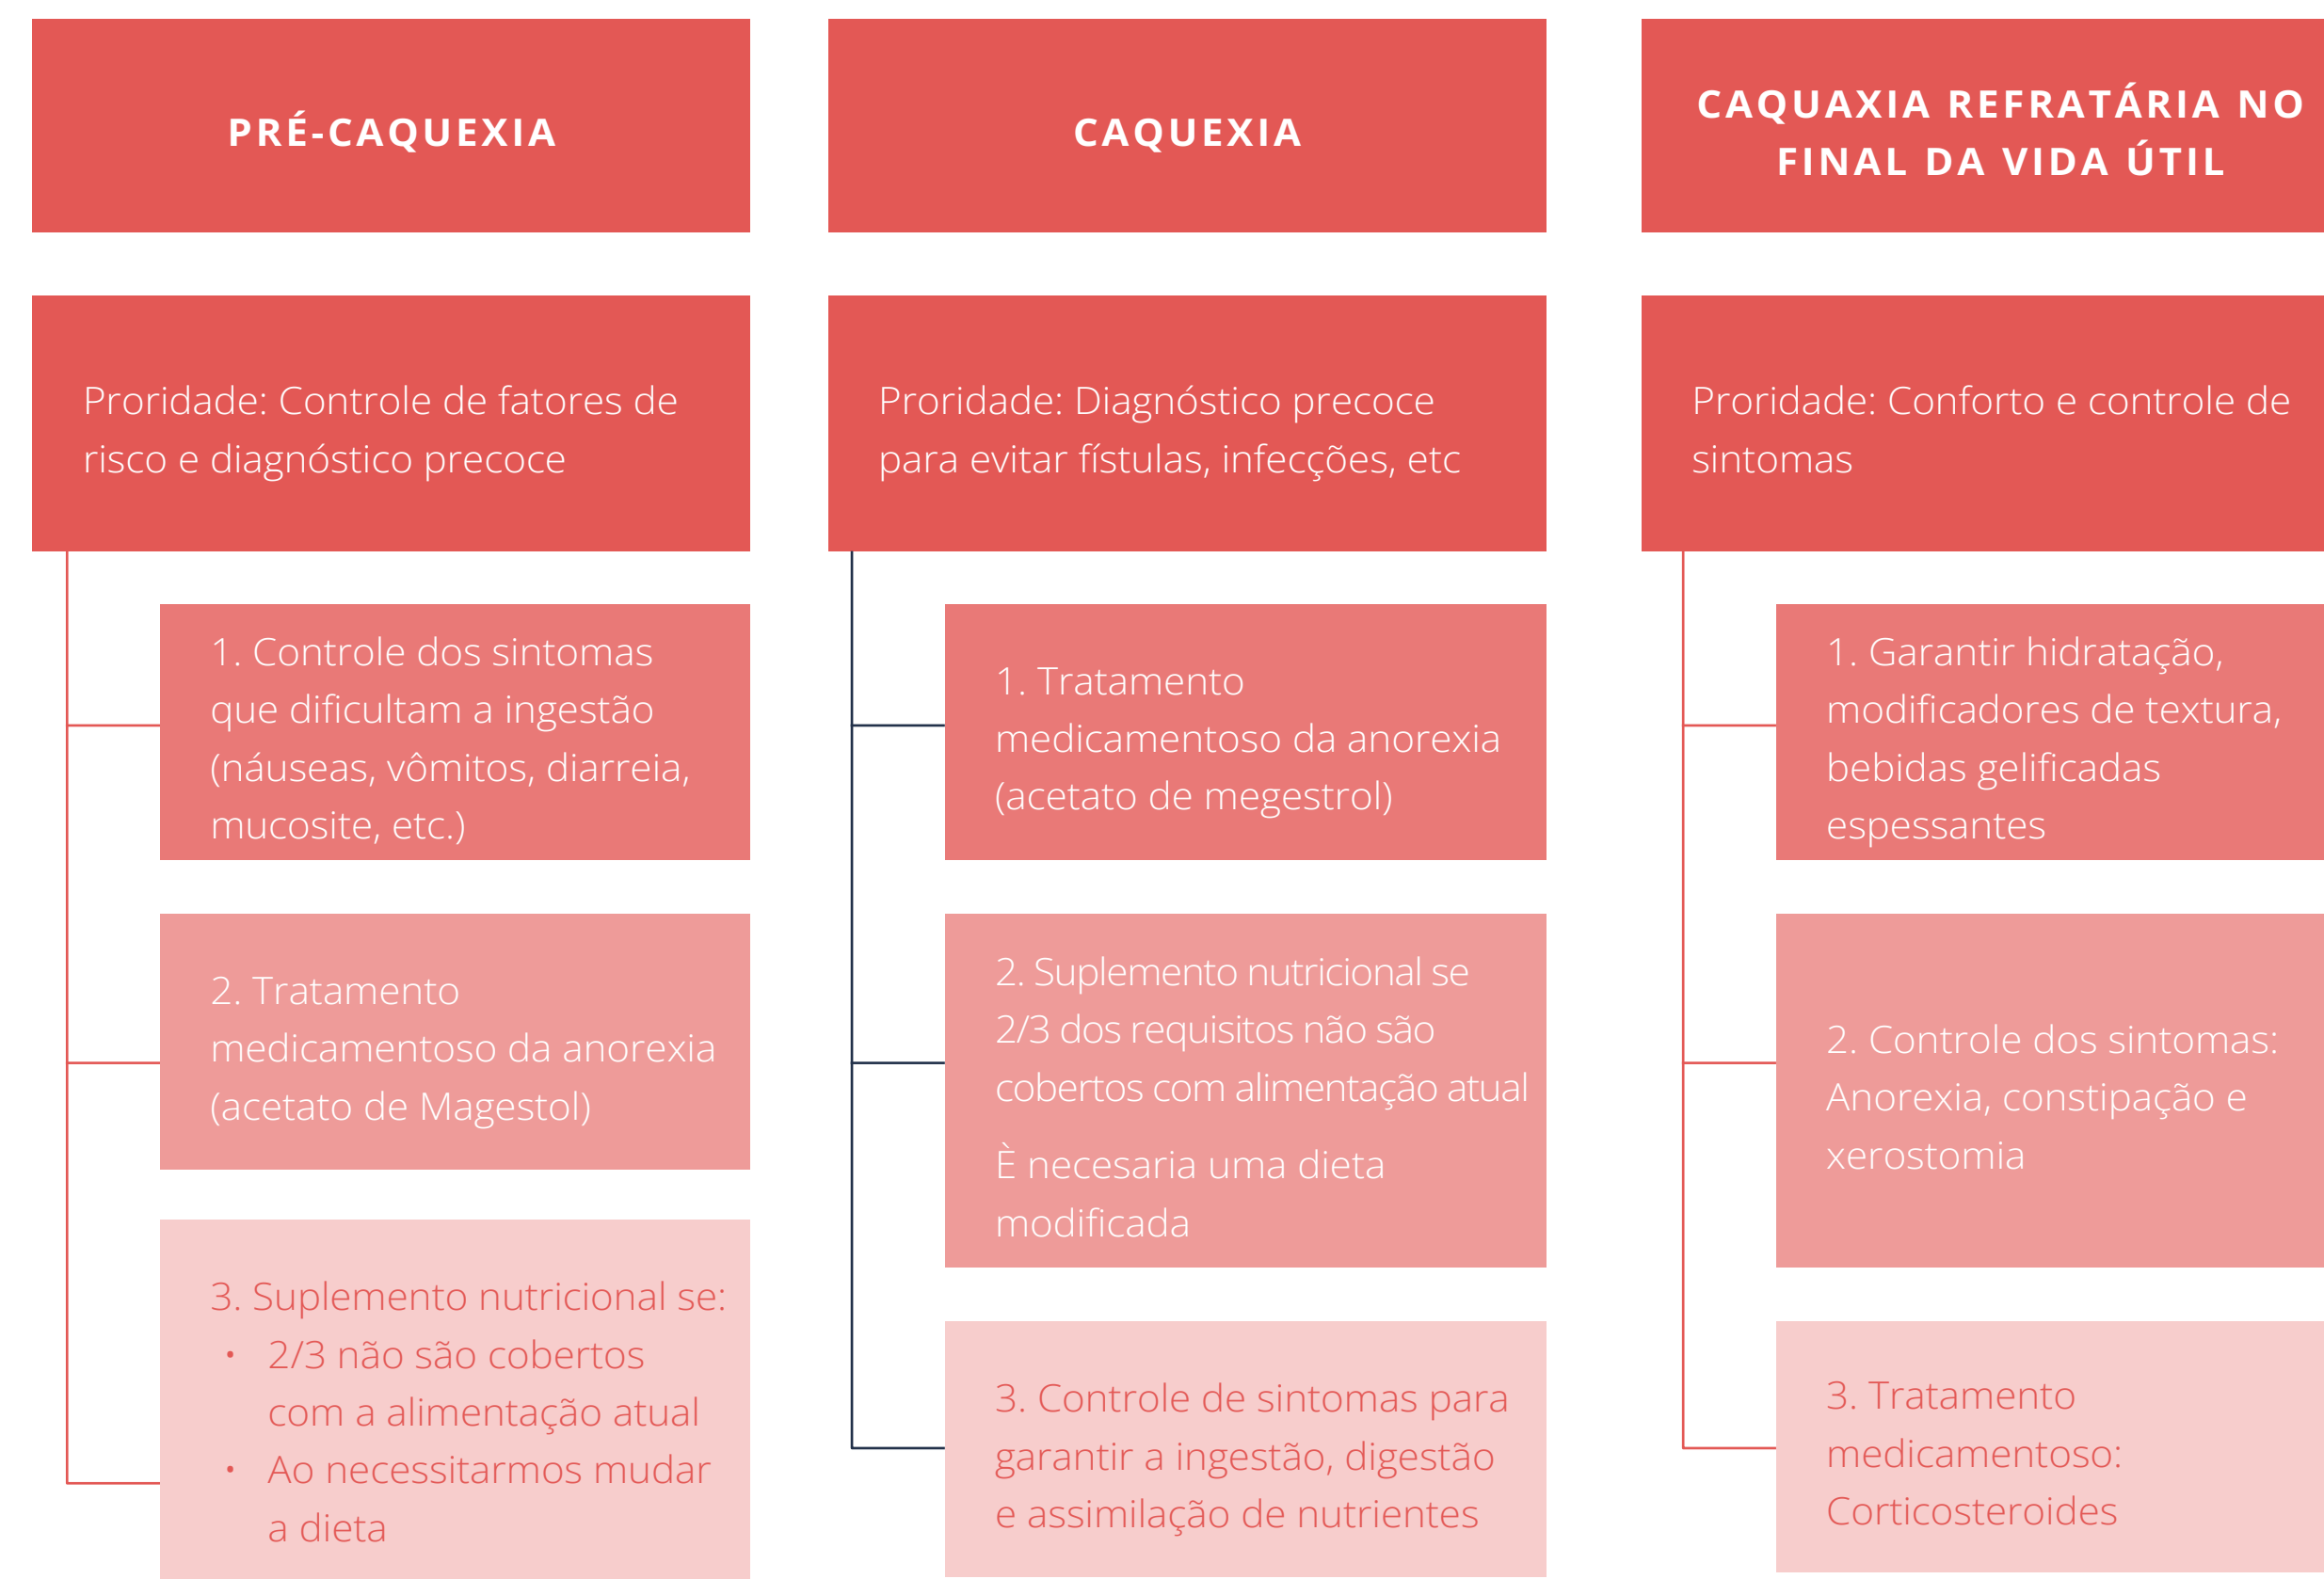 PRÉ-CAQUEXIA
Proridade: Controle de fatores de
risco e diagnóstico precoce
1. Controle dos sintomas
que dificultam a ingestão
(náuseas, vômitos, diarreia,
mucosite, etc.)
2. Tratamento
medicamentoso da anorexia
(acetato de Magestol)
3. Suplemento nutricional se:
• 2/3 não são cobertos
com a alimentação atual
• Ao necessitarmos mudar
a dieta
CAQUEXIA
Proridade: Diagnóstico precoce
para evitar fístulas, infecções, etc
1. Tratamento
medicamentoso da anorexia
(acetato de megestrol)
2. Suplemento nutricional se
2/3 dos requisitos não são
cobertos com alimentação atual
È necesaria uma dieta
modificada
3. Controle de sintomas para
garantir a ingestão, digestão
e assimilação de nutrientes
CAQUAXIA REFRATÁRIA NO
FINAL DA VIDA ÚTIL
Proridade: Conforto e controle de
sintomas
1. Garantir hidratação,
modificadores de textura,
bebidas gelificadas
espessantes
2. Controle dos sintomas:
Anorexia, constipação e
xerostomia
3. Tratamento
medicamentoso:
Corticosteroides